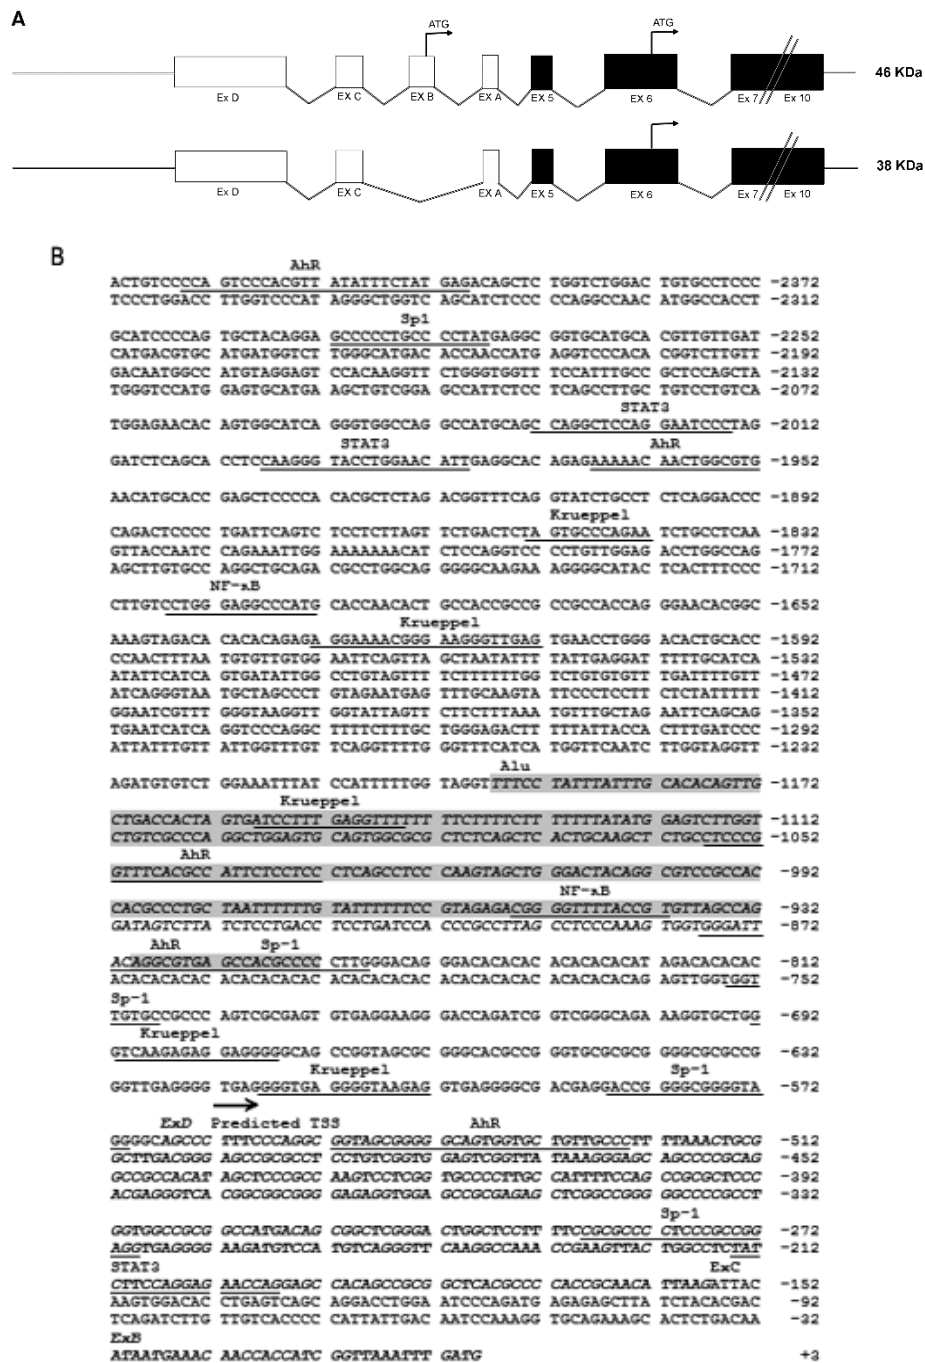 A
ATG ATG
Ex D EX C EX B EX A EX 5 EX 6 Ex 7 Ex 10 46 KDa
Ex D EX C EX A EX 5 EX 6 Ex 7 Ex 10 38 KDa
B
AhR
ACTGTCCCCA GTCCCACGTT ATATTTCTAT GAGACAGCTC TGGTCTGGAC TGTGCCTCCC -2372
TCCCTGGACC TTGGTCCCAT AGGGCTGGTC AGCATCTCCC CCAGGCCAAC ATGGCCACCT -2312
Sp1
GCATCCCCAG TGCTACAGGA GCCCCCTGCC CCTATGAGGC GGTGCATGCA CGTTGTTGAT -2252
CATGACGTGC ATGATGGTCT TGGGCATGAC ACCAACCATG AGGTCCCACA CGGTCTTGTT -2192
GACAATGGCC ATGTAGGAGT CCACAAGGTT CTGGGTGGTT TCCATTTGCC GCTCCAGCTA -2132
TGGGTCCATG GAGTGCATGA AGCTGTCGGA GCCATTCTCC TCAGCCTTGC TGTCCTGTCA -2072
STAT3
TGGAGAACAC AGTGGCATCA GGGTGGCCAG GCCATGCAGC CAGGCTCCAG GAATCCCTAG -2012
STAT3 AhR
GATCTCAGCA CCTCCAAGGG TACCTGGAAC ATTGAGGCAC AGAGAAAAAC AACTGGCGTG -1952
AACATGCACC GAGCTCCCCA CACGCTCTAG ACGGTTTCAG GTATCTGCCT CTCAGGACCC -1892
Krueppel
CAGACTCCCC TGATTCAGTC TCCTCTTAGT TCTGACTCTA GTGCCCAGAA TCTGCCTCAA -1832
GTTACCAATC CAGAAATTGG AAAAAAACAT CTCCAGGTCC CCTGTTGGAG ACCTGGCCAG -1772
AGCTTGTGCC AGGCTGCAGA CGCCTGGCAG GGGGCAAGAA AGGGGCATAC TCACTTTCCC -1712
NF-κB
CTTGTCCTGG GAGGCCCATG CACCAACACT GCCACCGCCG CCGCCACCAG GGAACACGGC -1652
Krueppel
AAAGTAGACA CACACAGAGA GGAAAACGGG AAGGGTTGAG TGAACCTGGG ACACTGCACC -1592
CCAACTTTAA TGTGTTGTGG AATTCAGTTA GCTAATATTT TATTGAGGAT TTTTGCATCA -1532
ATATTCATCA GTGATATTGG CCTGTAGTTT TCTTTTTTGG TCTGTGTGTT TGATTTTGTT -1472
ATCAGGGTAA TGCTAGCCCT GTAGAATGAG TTTGCAAGTA TTCCCTCCTT CTCTATTTTT -1412
GGAATCGTTT GGGTAAGGTT GGTATTAGTT CTTCTTTAAA TGTTTGCTAG AATTCAGCAG -1352
TGAATCATCA GGTCCCAGGC TTTTCTTTGC TGGGAGACTT TTTATTACCA CTTTGATCCC -1292
ATTATTTGTT ATTGGTTTGT TCAGGTTTTG GGTTTCATCA TGGTTCAATC TTGGTAGGTT -1232
Alu
AGATGTGTCT GGAAATTTAT CCATTTTTGG TAGGTTTTCC TATTTATTTG CACACAGTTG -1172
Krueppel
CTGACCACTA GTGATCCTTT GAGGTTTTTT TTCTTTTCTT TTTTTATATG GAGTCTTGGT -1112
CTGTCGCCCA GGCTGGAGTG CAGTGGCGCG CTCTCAGCTC ACTGCAAGCT CTGCCTCCCG -1052
AhR
GTTTCACGCC ATTCTCCTCC CTCAGCCTCC CAAGTAGCTG GGACTACAGG CGTCCGCCAC -992
NF-κB
CACGCCCTGC TAATTTTTTG TATTTTTTCC GTAGAGACGG GGTTTTACCG TGTTAGCCAG -932
GATAGTCTTA TCTCCTGACC TCCTGATCCA CCCGCCTTAG CCTCCCAAAG TGGTGGGATT -872
AhR Sp-1
ACAGGCGTGA GCCACGCCCC CTTGGGACAG GGACACACAC ACACACACAT AGACACACAC -812
ACACACACAC ACACACACAC ACACACACAC ACACACACAC ACACACACAG AGTTGGTGGT -752
Sp-1
TGTGCCGCCC CAGTCGCGAGT GTGAGGAAGG GACCAGATCGG GTCGGGCAGA AAGGTGCTGG -692
Krueppel
GTCAAGAGAG GAGGGGGCAG CCGGTAGCGC GGGCACGCCG GGTGCGCGCG GGGCGCGCCG -632
Krueppel Sp-1
GGTTGAGGGG TGAGGGGTGA GGGGTAAGAG GTGAGGGGCG ACGAGGACCGG GGGCGGGGTA -572
ExD Predicted TSS AhR
GGGGCAGCCC TTTCCCAGGC GGTAGCGGGG GCAGTGGTGC TGTTGCCCTT TTAAACTGCG -512
GCTTGACGGG AGCCGCGCCT CCTGTCGGTG GAGTCGGTTA TAAAGGGAGC AGCCCCGCCC -452
GCCGCCACAT AGCTCCCGCC AAGTCCTCGG TGCCCCTTGC CATTTTCCAG CCGCGCTCC -392
ACGAGGGTCA CGGCGGCGGG GAGAGGTGGA GCCGCGAGAG CTCGGCCGGG GGCCCCGCCT -332
Sp-1
GGTGGCCGCG GCCATGACAG CGGCTCGGGA CTGGCTCCTT TTCCGCGCCC CTCCCGCCGG -272
AGGTGAGGGG AAGATGTCCA TGTCAGGGTT CAAGGCCAAA CCGAAGTTAC TGGCCTCTAT -212
STAT3 ExC
CTTCCAGGAG AACCAGGAGC CACAGCCGCG GCTCACGCCC CACCGCAACA TTAAGATTAC -152
AAGTGGACAC CCTGAGTCAGC AGGACCTGGA ATCCCAGATG AGAGAGCTTA TCTACACGAC -92
TCAGATCTTG TTGTCACCCC CATTATTGAC AATCCAAAGG TGCAGAAAGC ACTCTGACAA -32
ExB
ATAATGAAAC AACCACCATC GGTTAAATTT GATG +3